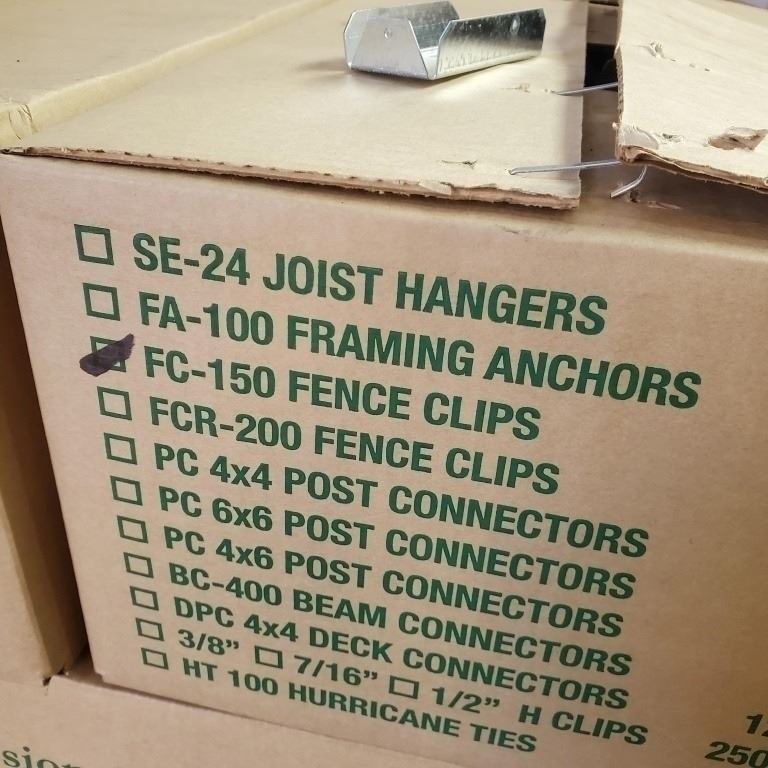 ☐ SE-24 JOIST HANGERS
☐ FA-100 FRAMING ANCHORS
☒ FC-150 FENCE CLIPS
☐ FCR-200 FENCE CLIPS
☐ PC 4x4 POST CONNECTORS
☐ PC 6x6 POST CONNECTORS
☐ PC 4x6 POST CONNECTORS
☐ BC-400 BEAM CONNECTORS
☐ DPC 4x4 DECK CONNECTORS
☐ 3/8” ☐ 7/16” ☐ 1/2” H CLIPS
☐ HT 100 HURRICANE TIES
250